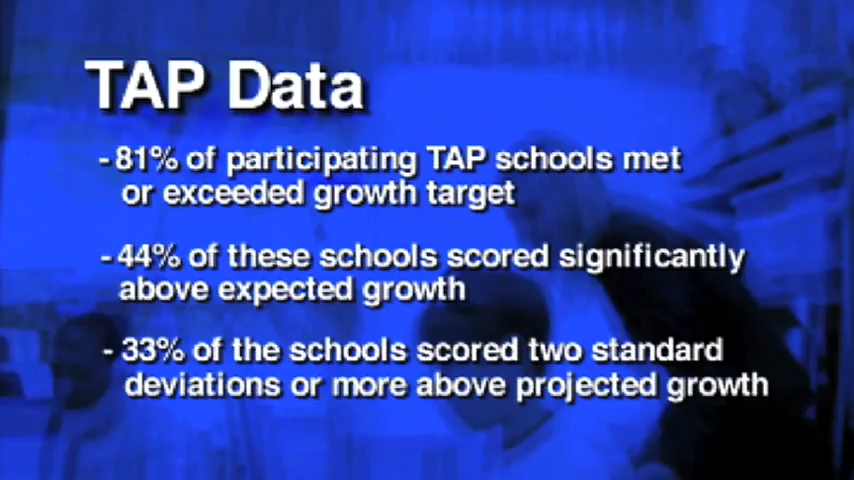 TAP Data
- 81% of participating TAP schools met
or exceeded growth target
- 44% of these schools scored significantly
above expected growth
- 33% of the schools scored two standard
deviations or more above projected growth